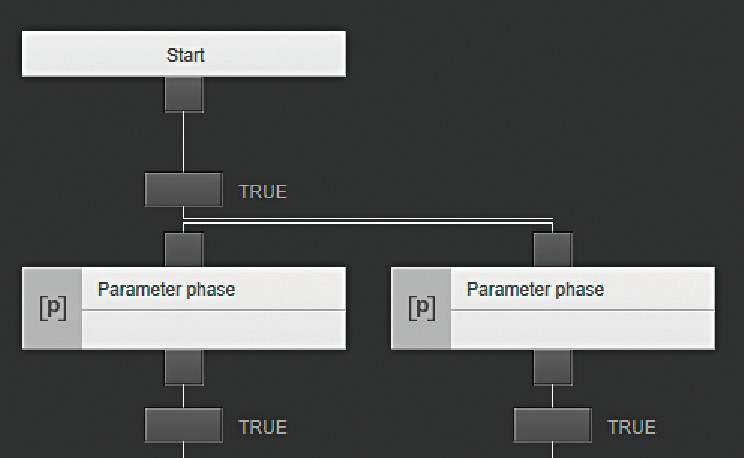 Start
TRUE
[p] Parameter phase
[p] Parameter phase
TRUE
TRUE